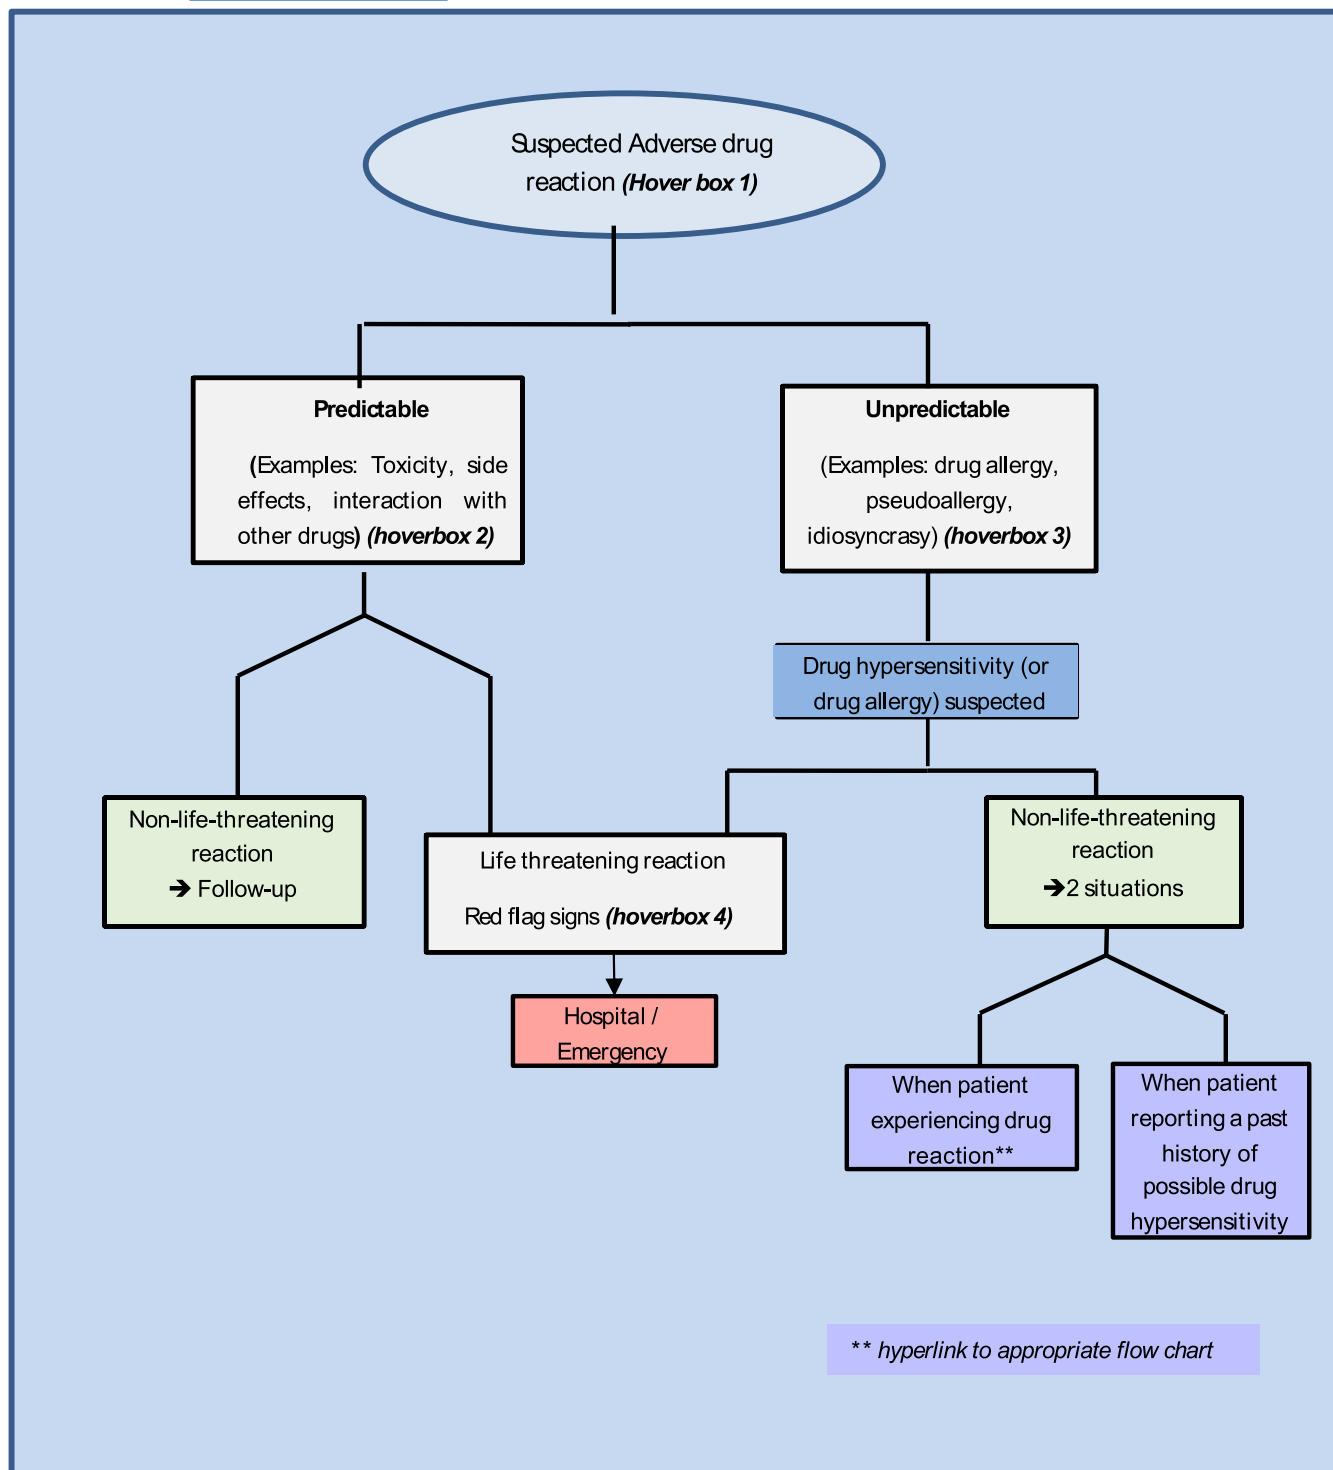 Suspected Adverse drug
reaction (Hover box 1)
Predictable
(Examples: Toxicity, side
effects, interaction with
other drugs) (hoverbox 2)
Unpredictable
(Examples: drug allergy,
pseudoallergy,
idiosyncrasy) (hoverbox 3)
Drug hypersensitivity (or
drug allergy) suspected
Non-life-threatening
reaction
➔ Follow-up
Life threatening reaction
Red flag signs (hoverbox 4)
Non-life-threatening
reaction
➔2 situations
Hospital /
Emergency
When patient
experiencing drug
reaction**
When patient
reporting a past
history of
possible drug
hypersensitivity
** hyperlink to appropriate flow chart